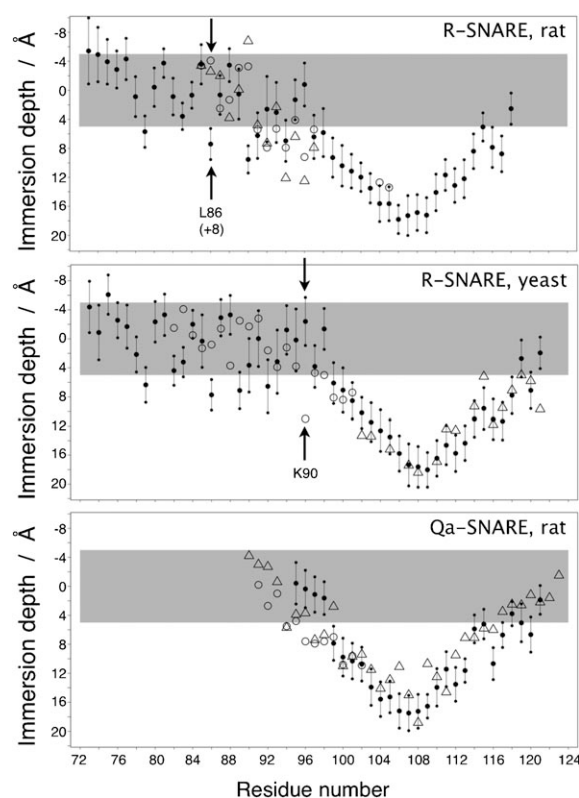 R-SNARE, rat
Immersion depth / Å
-8
-4
0
4
8
12
16
20
L86
(+8)
R-SNARE, yeast
Immersion depth / Å
-8
-4
0
4
8
12
16
20
K90
Qa-SNARE, rat
Immersion depth / Å
-8
-4
0
4
8
12
16
20
72 76 80 84 88 92 96 100 104 108 112 116 120 124
Residue number